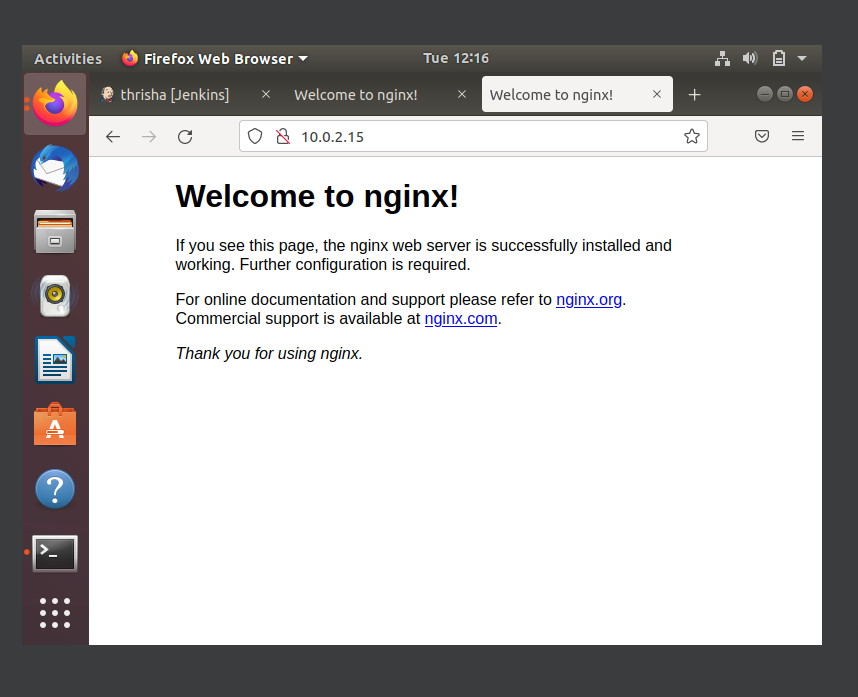 Activities
Firefox Web Browser
Tue 12:16
thrisha [Jenkins]
Welcome to nginx!
Welcome to nginx!
10.0.2.15
Welcome to nginx!
If you see this page, the nginx web server is successfully installed and
working. Further configuration is required.
For online documentation and support please refer to nginx.org.
Commercial support is available at nginx.com.
Thank you for using nginx.